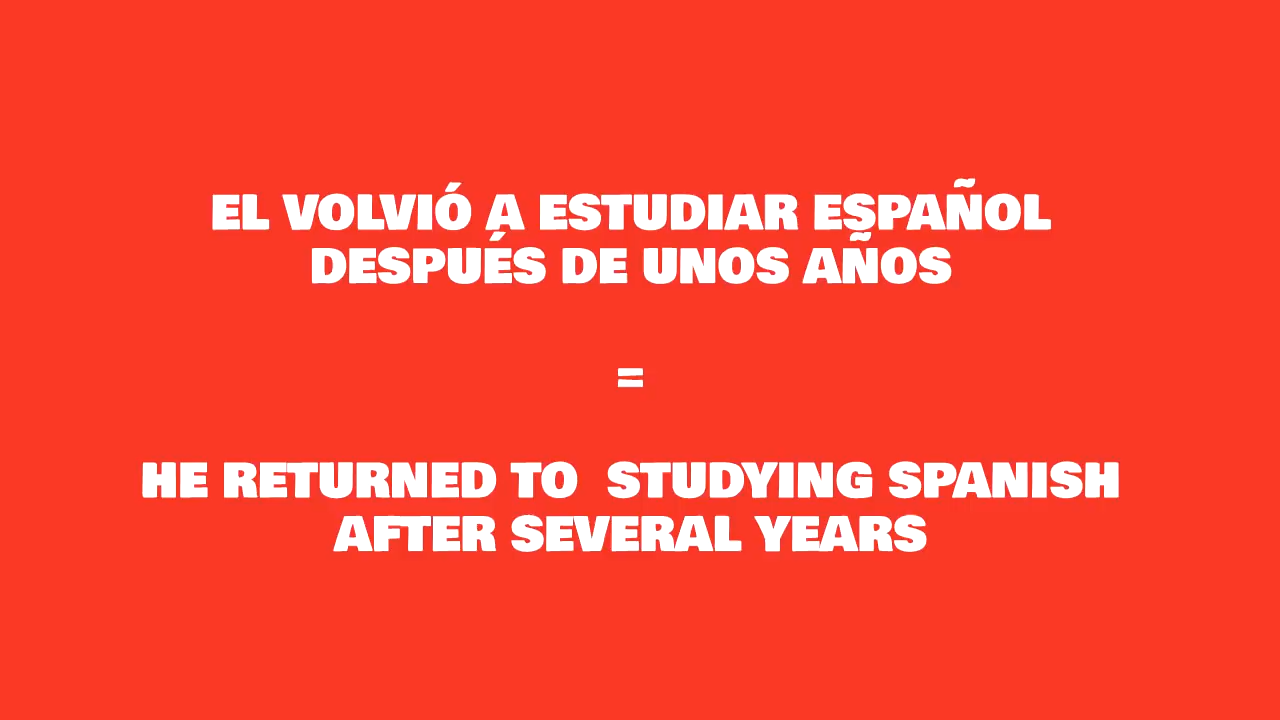 EL VOLVIÓ A ESTUDIAR ESPAÑOL
DESPUÉS DE UNOS AÑOS
=
HE RETURNED TO  STUDYING SPANISH
AFTER SEVERAL YEARS